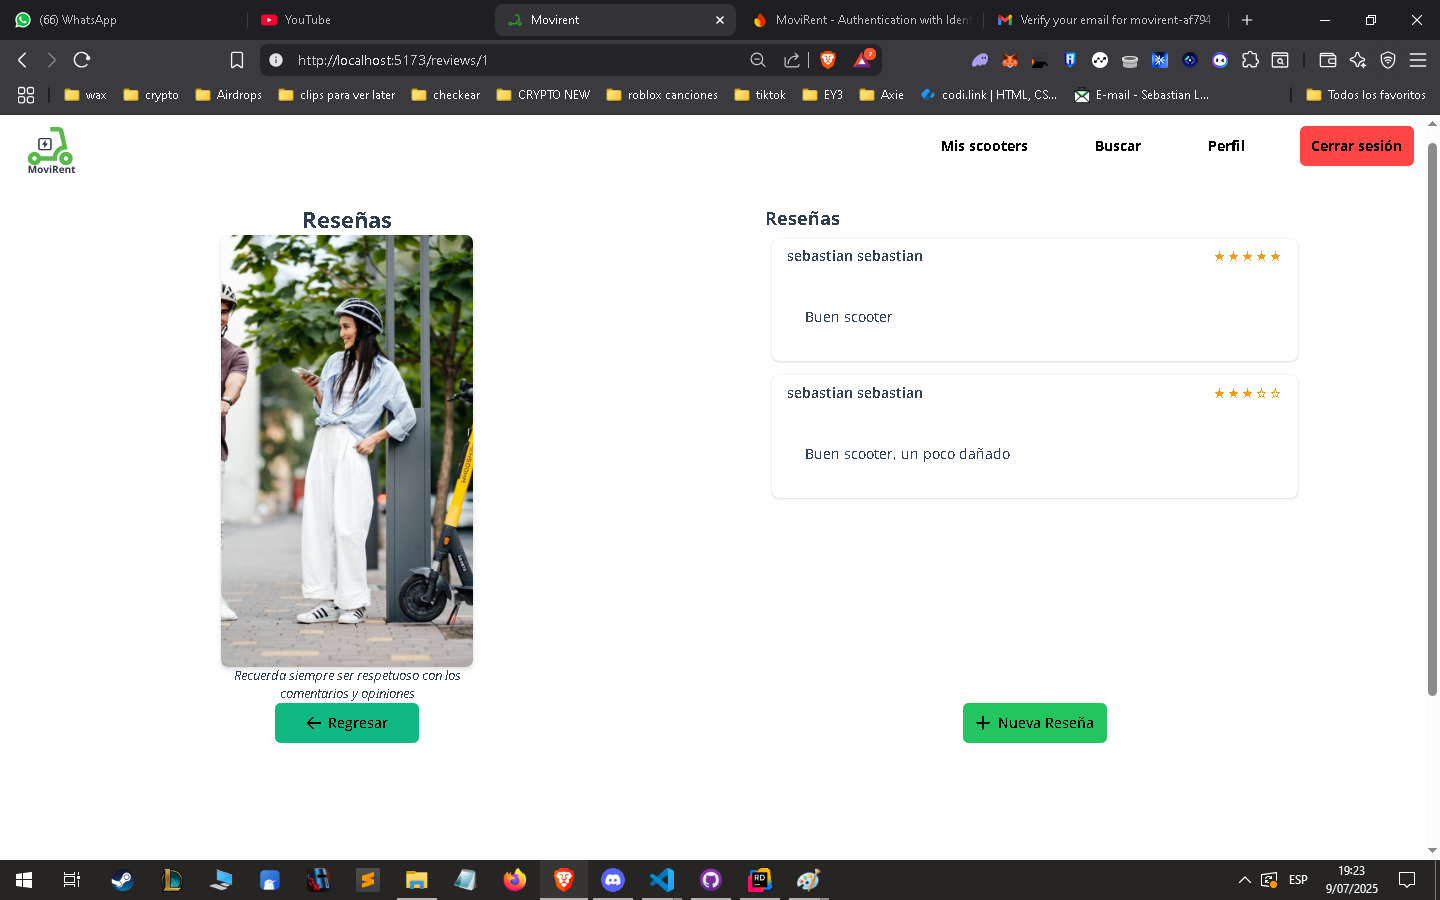 (66) WhatsApp
YouTube
Movirent
MoviRent - Authentication with Iden
Verify your email for movirent-af794
http://localhost:5173/reviews/1
2
wax
crypto
Airdrops
clips para ver later
checkear
CRYPTO NEW
roblox canciones
tiktok
EY3
Axie
codi.link | HTML, CS...
E-mail - Sebastian L...
Todos los favoritos
MoviRent
Mis scooters
Buscar
Perfil
Cerrar sesión
Reseñas
Recuerda siempre ser respetuoso con los
comentarios y opiniones
Regresar
Reseñas
sebastian sebastian
Buen scooter
sebastian sebastian
Buen scooter, un poco dañado
Nueva Reseña
RD
ESP
19:23
9/07/2025